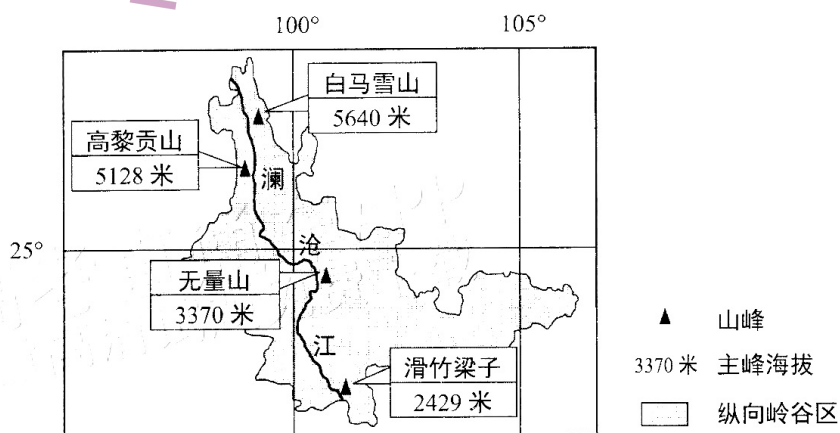 100°
105°
白马雪山
5640 米
高黎贡山
5128 米
澜
沧
25°
无量山
3370 米
江
滑竹梁子
2429 米
山峰
3370 米 主峰海拔
纵向岭谷区